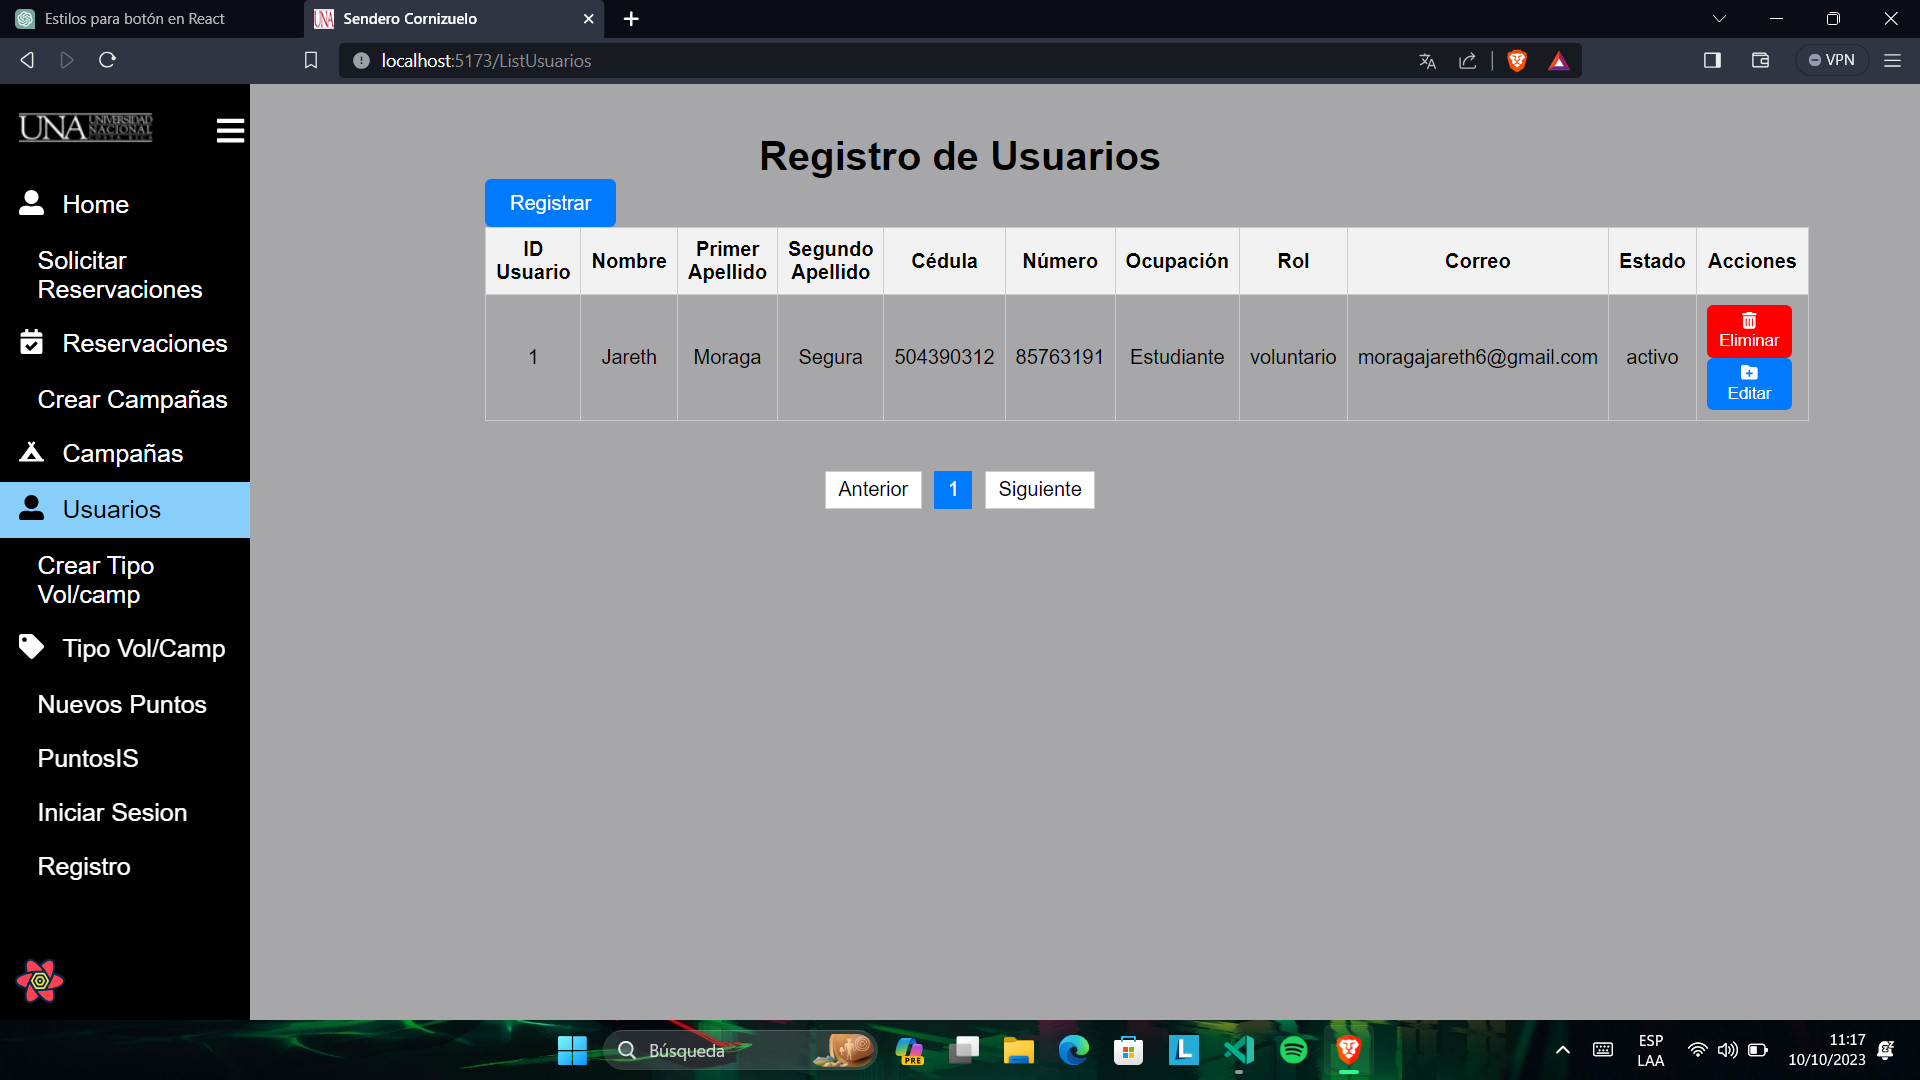 Estilos para botón en React
Sendero Cornizuelo
localhost:5173/ListUsuarios
VPN
UNA UNIVERSIDAD
NACIONAL
COSTA RICA
Home
Solicitar
Reservaciones
Reservaciones
Crear Campañas
Campañas
Usuarios
Crear Tipo
Vol/camp
Tipo Vol/Camp
Nuevos Puntos
PuntosIS
Iniciar Sesion
Registro
Registro de Usuarios
Registrar
ID Usuario Nombre Primer Apellido Segundo Apellido Cédula Número Ocupación Rol Correo Estado Acciones
1 Jareth Moraga Segura 504390312 85763191 Estudiante voluntario moragajareth6@gmail.com activo
Eliminar
Editar
Anterior 1 Siguiente
Búsqueda
PRE
L
ESP
LAA
11:17
10/10/2023